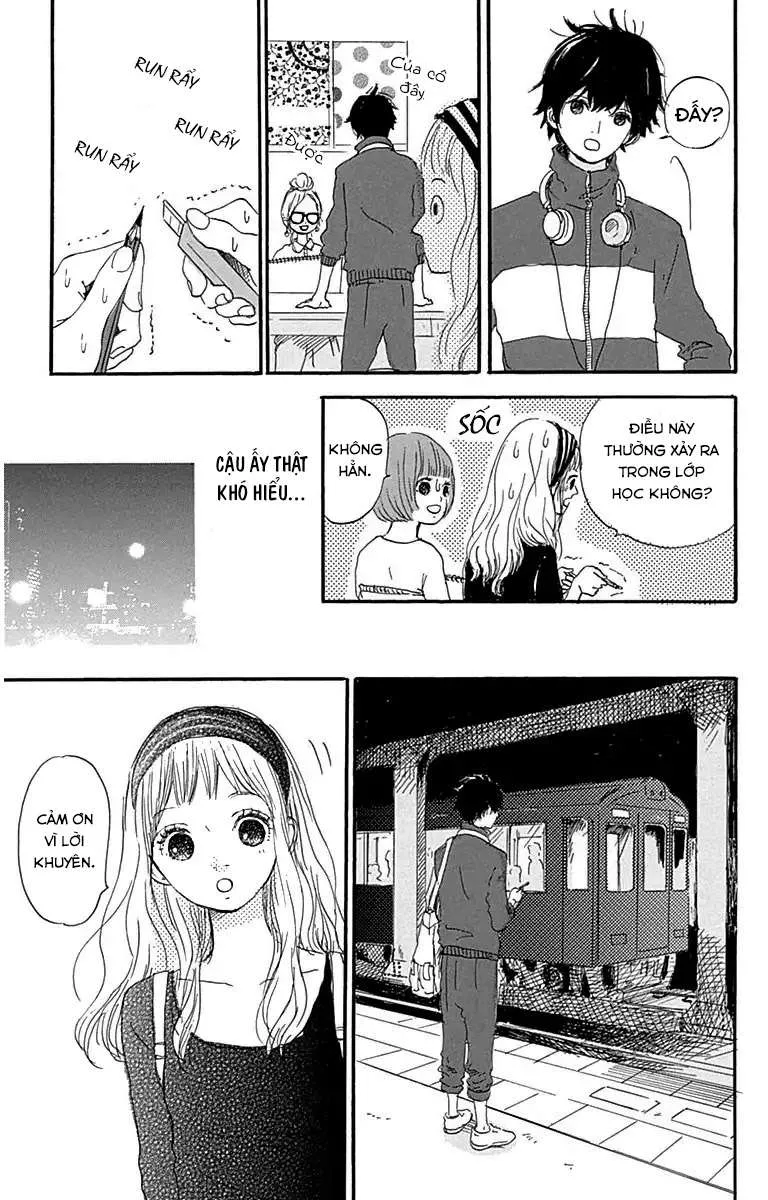 ĐẤY?
Của cô
đây
Được
RUN RẨY
RUN RẨY
RUN RẨY
ĐIỀU NÀY
THƯỜNG XẢY RA
TRONG LỚP
HỌC KHÔNG?
SỐC
KHÔNG
HẲN.
CẬU ẤY THẬT
KHÓ HIỂU...
CẢM ƠN
VÌ LỜI
KHUYÊN.